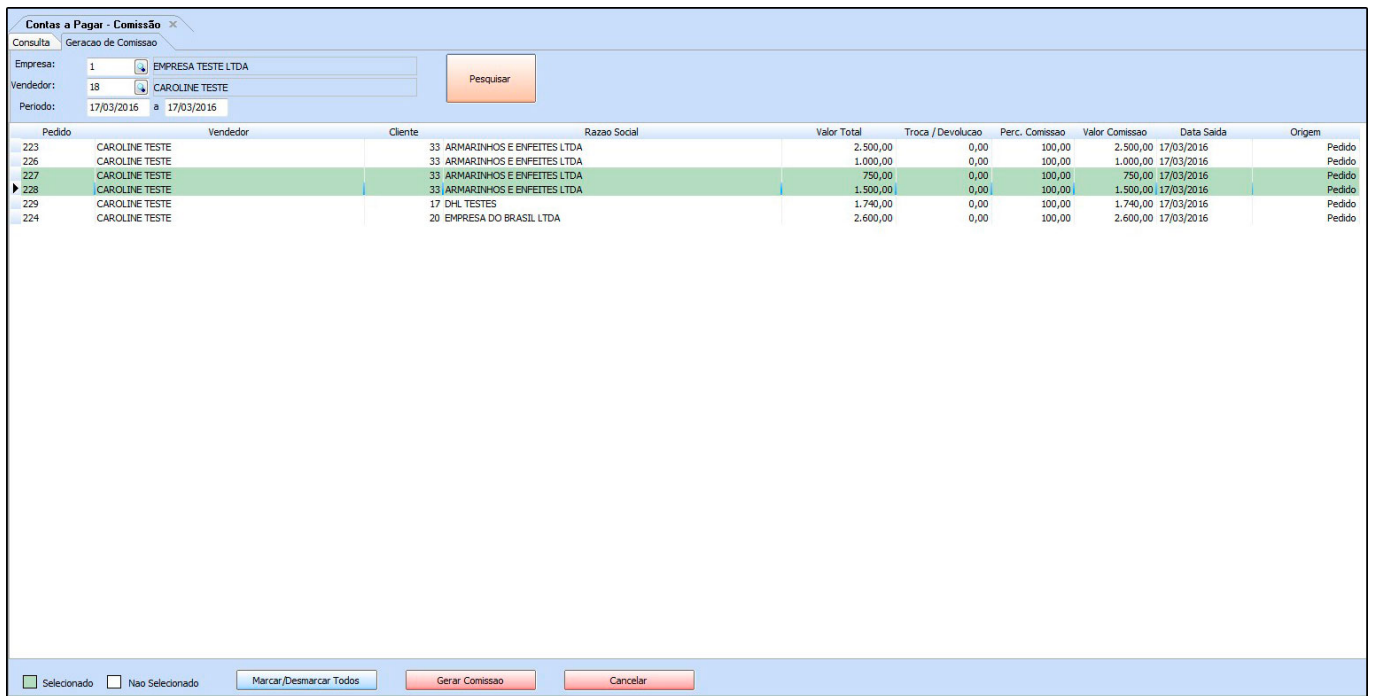 Contas a Pagar - Comissão ×
Consulta Geracao de Comissao
Empresa: 1 EMPRESA TESTE LTDA
Pesquisar
Vendedor: 18 CAROLINE TESTE
Periodo: 17/03/2016 a 17/03/2016
Pedido Vendedor Cliente Razao Social Valor Total Troca / Devolucao Perc. Comissao Valor Comissao Data Saida Origem
223 CAROLINE TESTE 33 ARMARINHOS E ENFEITES LTDA 2.500,00 0,00 100,00 2.500,00 17/03/2016 Pedido
226 CAROLINE TESTE 33 ARMARINHOS E ENFEITES LTDA 1.000,00 0,00 100,00 1.000,00 17/03/2016 Pedido
227 CAROLINE TESTE 33 ARMARINHOS E ENFEITES LTDA 750,00 0,00 100,00 750,00 17/03/2016 Pedido
228 CAROLINE TESTE 33 ARMARINHOS E ENFEITES LTDA 1.500,00 0,00 100,00 1.500,00 17/03/2016 Pedido
229 CAROLINE TESTE 17 DHL TESTES 1.740,00 0,00 100,00 1.740,00 17/03/2016 Pedido
224 CAROLINE TESTE 20 EMPRESA DO BRASIL LTDA 2.600,00 0,00 100,00 2.600,00 17/03/2016 Pedido
Selecionado Nao Selecionado Marcar/Desmarcar Todos Gerar Comissao Cancelar